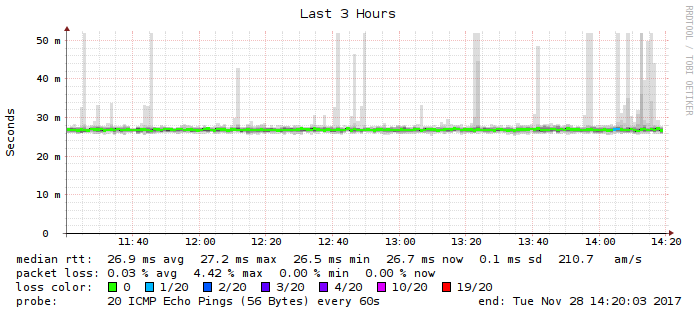 Last 3 Hours
RRDTOOL / TOBI OETIKER
Seconds
50 m
40 m
30 m
20 m
10 m
0
11:40 12:00 12:20 12:40 13:00 13:20 13:40 14:00 14:20
median rtt: 26.9 ms avg 27.2 ms max 26.5 ms min 26.7 ms now 0.1 ms sd 210.7 am/s
packet loss: 0.03 % avg 4.42 % max 0.00 % min 0.00 % now
loss color: 0 1/20 2/20 3/20 4/20 10/20 19/20
probe: 20 ICMP Echo Pings (56 Bytes) every 60s end: Tue Nov 28 14:20:03 2017